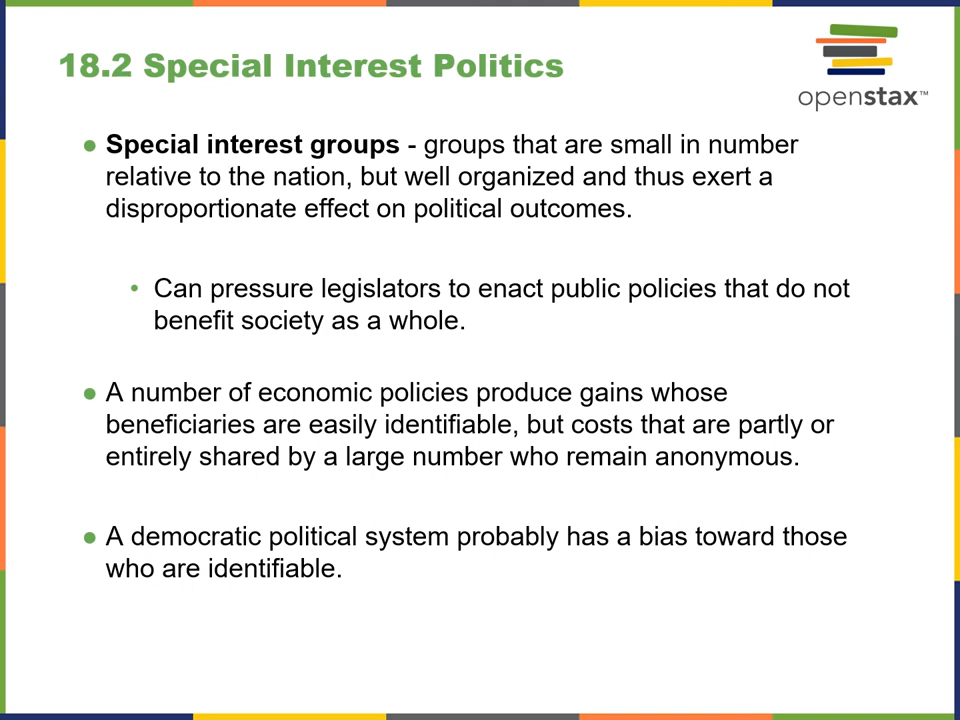 18.2 Special Interest Politics
openstax™
● Special interest groups - groups that are small in number
relative to the nation, but well organized and thus exert a
disproportionate effect on political outcomes.
• Can pressure legislators to enact public policies that do not
benefit society as a whole.
● A number of economic policies produce gains whose
beneficiaries are easily identifiable, but costs that are partly or
entirely shared by a large number who remain anonymous.
● A democratic political system probably has a bias toward those
who are identifiable.